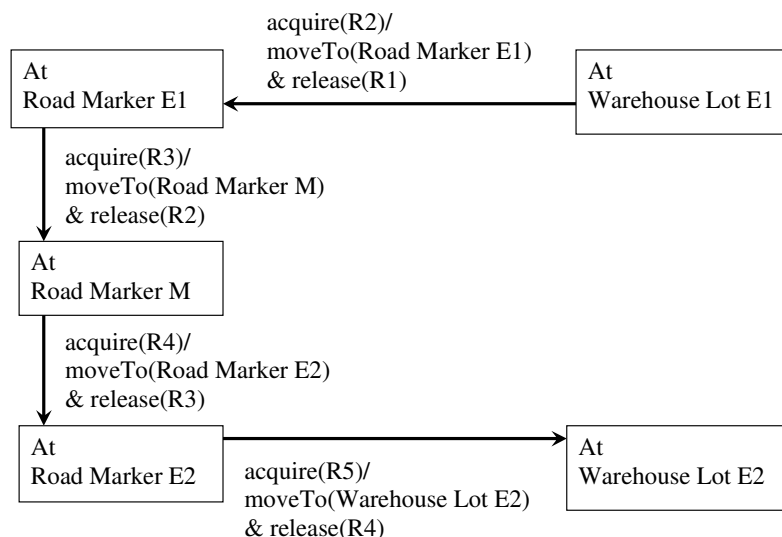 acquire(R2)/
moveTo(Road Marker E1)
& release(R1)
At
Road Marker E1
At
Warehouse Lot E1
acquire(R3)/
moveTo(Road Marker M)
& release(R2)
At
Road Marker M
acquire(R4)/
moveTo(Road Marker E2)
& release(R3)
At
Road Marker E2
At
Warehouse Lot E2
acquire(R5)/
moveTo(Warehouse Lot E2)
& release(R4)